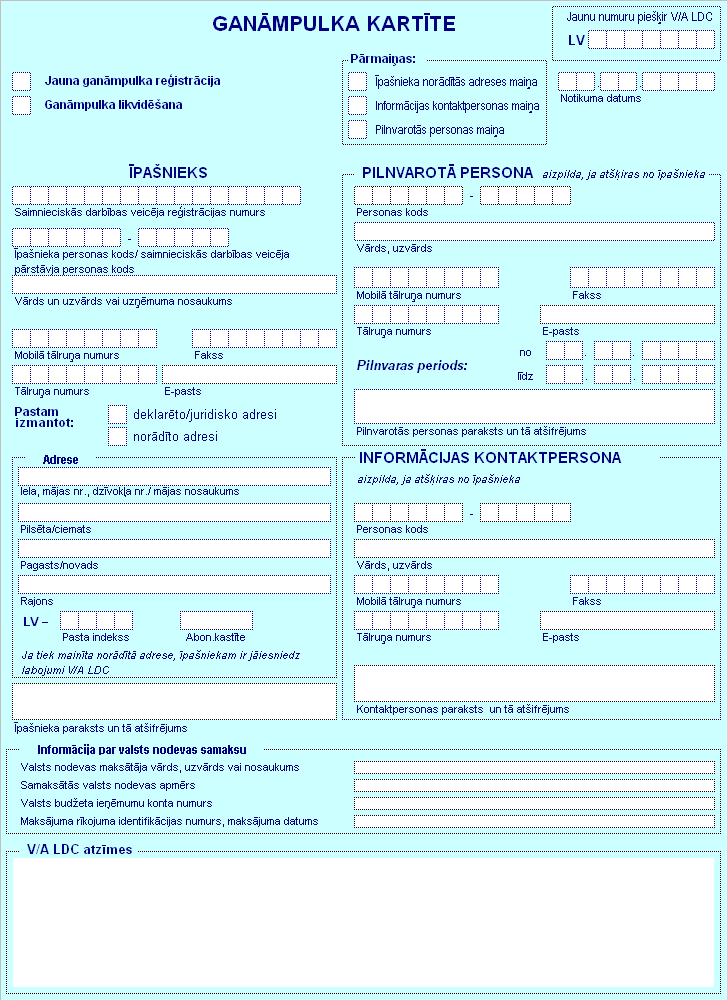 GANĀMPULKA KARTĪTE
Jaunu numuru piešķir V/A LDC
LV
Jauna ganāmpulka reģistrācija
Ganāmpulka likvidēšana
Pārmaiņas:
Īpašnieka norādītās adreses maiņa
Informācijas kontaktpersonas maiņa
Pilnvarotās personas maiņa
. .
Notikuma datums
ĪPAŠNIEKS
Saimnieciskās darbības veicēja reģistrācijas numurs
-
Īpašnieka personas kods/ saimnieciskās darbības veicēja
pārstāvja personas kods
Vārds un uzvārds vai uzņēmuma nosaukums
Mobilā tālruņa numurs Fakss
Tālruņa numurs E-pasts
Pastam
izmantot:
deklarēto/juridisko adresi
norādīto adresi
Adrese
Iela, mājas nr., dzīvokļa nr./ mājas nosaukums
Pilsēta/ciemats
Pagasts/novads
Rajons
LV –
Pasta indekss Abon.kastīte
Ja tiek mainīta norādītā adrese, īpašniekam ir jāiesniedz
labojumi V/A LDC
Īpašnieka paraksts un tā atšifrējums
PILNVAROTĀ PERSONA aizpilda, ja atšķiras no īpašnieka
-
Personas kods
Vārds, uzvārds
Mobilā tālruņa numurs Fakss
Tālruņa numurs E-pasts
Pilnvaras periods:
no . .
līdz . .
Pilnvarotās personas paraksts un tā atšifrējums
INFORMĀCIJAS KONTAKTPERSONA
aizpilda, ja atšķiras no īpašnieka
-
Personas kods
Vārds, uzvārds
Mobilā tālruņa numurs Fakss
Tālruņa numurs E-pasts
Kontaktpersonas paraksts un tā atšifrējums
Informācija par valsts nodevas samaksu
Valsts nodevas maksātāja vārds, uzvārds vai nosaukums
Samaksātās valsts nodevas apmērs
Valsts budžeta ieņēmumu konta numurs
Maksājuma rīkojuma identifikācijas numurs, maksājuma datums
V/A LDC atzīmes